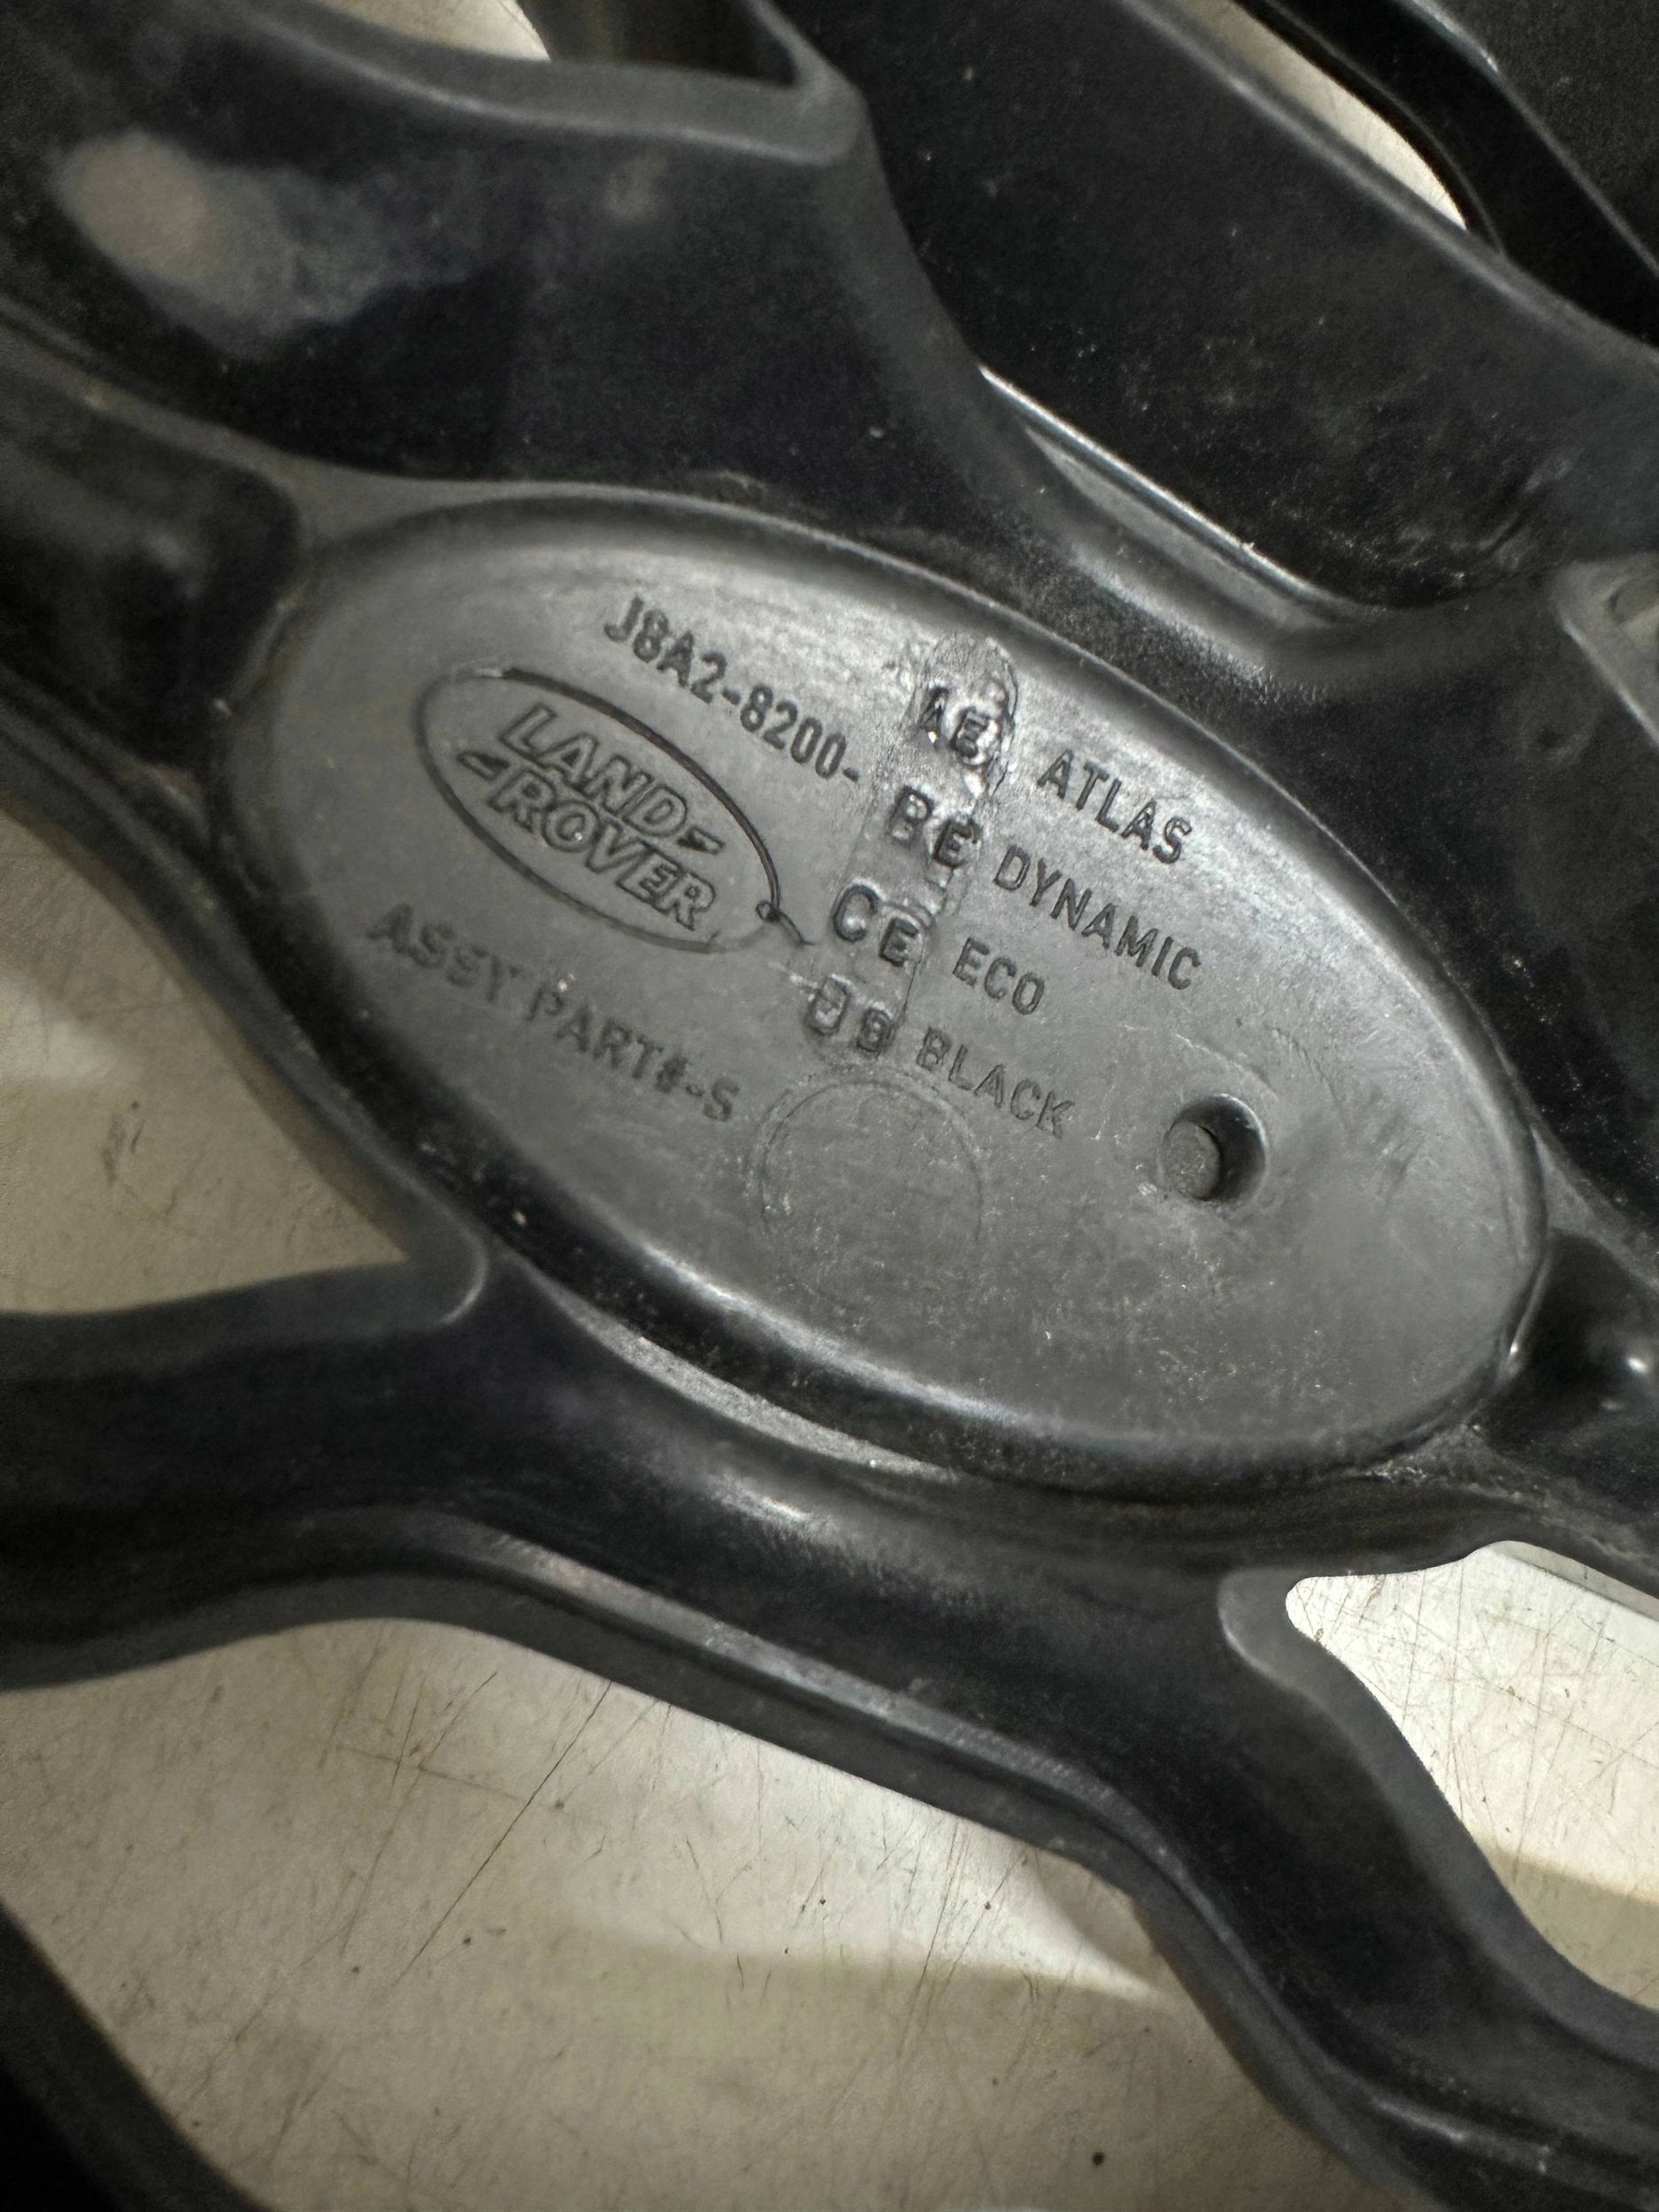 J8A2-8200-
AE ATLAS
BE DYNAMIC
CE ECO
BLACK
LAND
ROVER
ASSY PART#-S